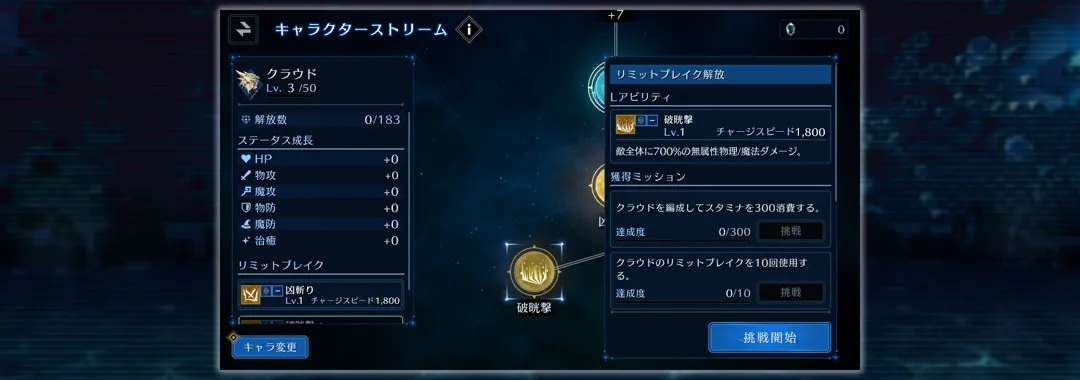 キャラクターストリーム
i
+7
0
クラウド
Lv. 3 /50
解放数 0/183
ステータス成長
HP +0
物攻 +0
魔攻 +0
物防 +0
魔防 +0
治癒 +0
リミットブレイク
凶斬り
Lv.1 チャージスピード1,800
キャラ変更
破晄撃
リミットブレイク解放
Lアビリティ
破晄撃
Lv.1 チャージスピード1,800
敵全体に700%の無属性物理/魔法ダメージ。
獲得ミッション
クラウドを編成してスタミナを300消費する。
達成度 0/300 挑戦
クラウドのリミットブレイクを10回使用す
る。
達成度 0/10 挑戦
挑戦開始